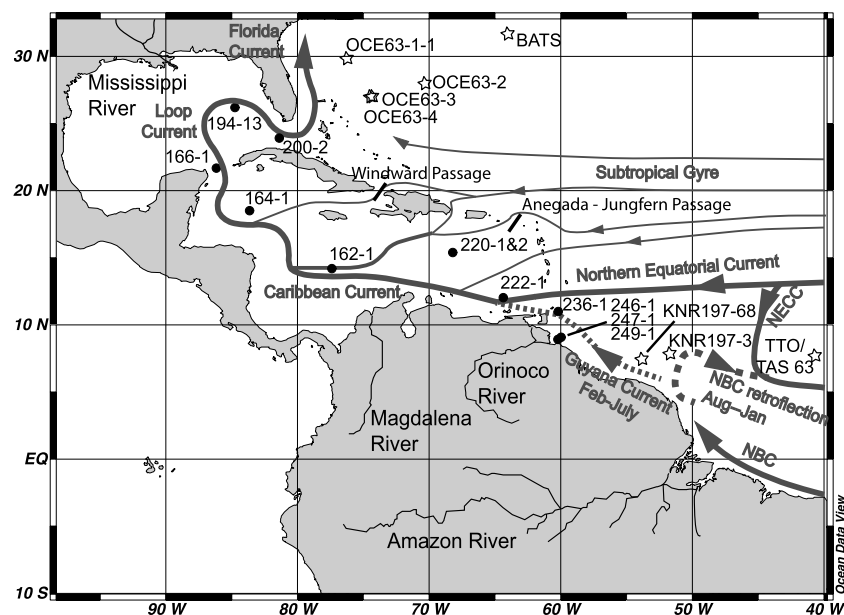 Florida
Current
OCE63-1-1
BATS
30 N
Mississippi
River
OCE63-2
OCE63-3
OCE63-4
Loop
Current
194-13
200-2
166-1
Windward Passage
Subtropical Gyre
20 N
164-1
Anegada - Jungfern Passage
220-1&2
162-1
Northern Equatorial Current
222-1
Caribbean Current
NECC
236-1
246-1
247-1
249-1
KNR197-68
KNR197-3
10 N
TTO/
TAS 63
Orinoco
River
Guyana Current
Feb-July
NBC retroflection
Aug–Jan
Magdalena
River
NBC
EQ
Amazon River
10 S
90 W
80 W
70 W
60 W
50 W
40 W
Ocean Data View